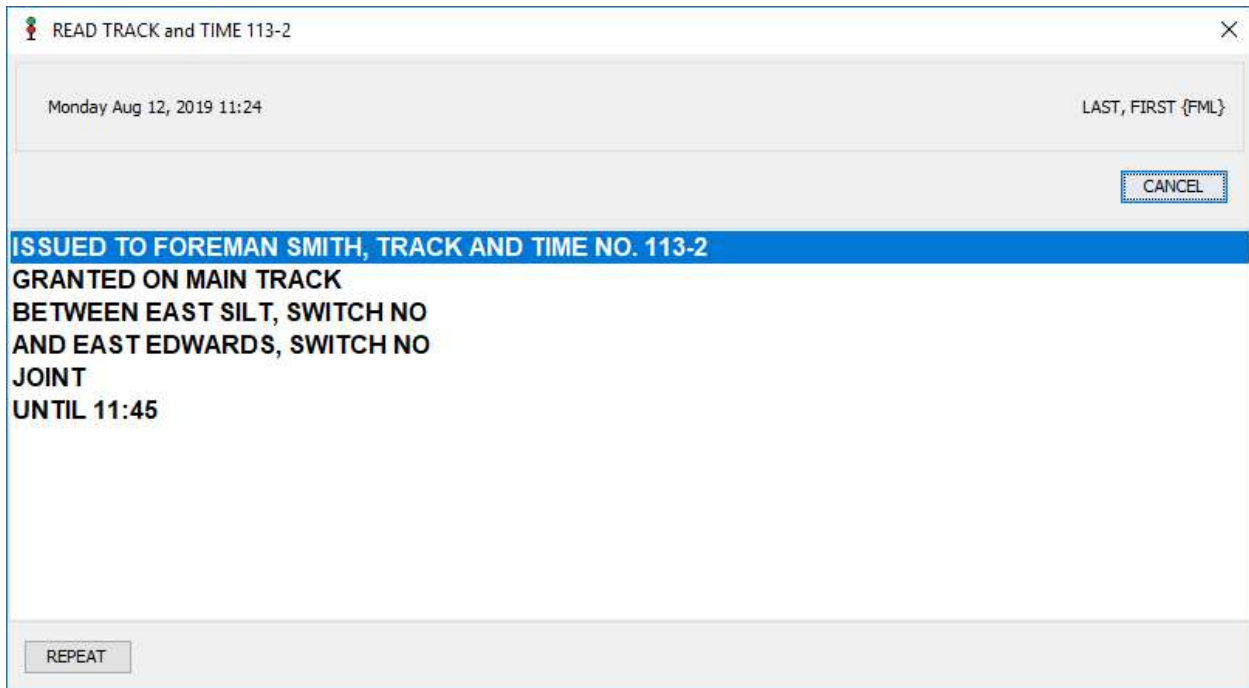 READ TRACK and TIME 113-2
Monday Aug 12, 2019 11:24
LAST, FIRST {FML}
CANCEL
ISSUED TO FOREMAN SMITH, TRACK AND TIME NO. 113-2
GRANTED ON MAIN TRACK
BETWEEN EAST SILT, SWITCH NO
AND EAST EDWARDS, SWITCH NO
JOINT
UNTIL 11:45
REPEAT